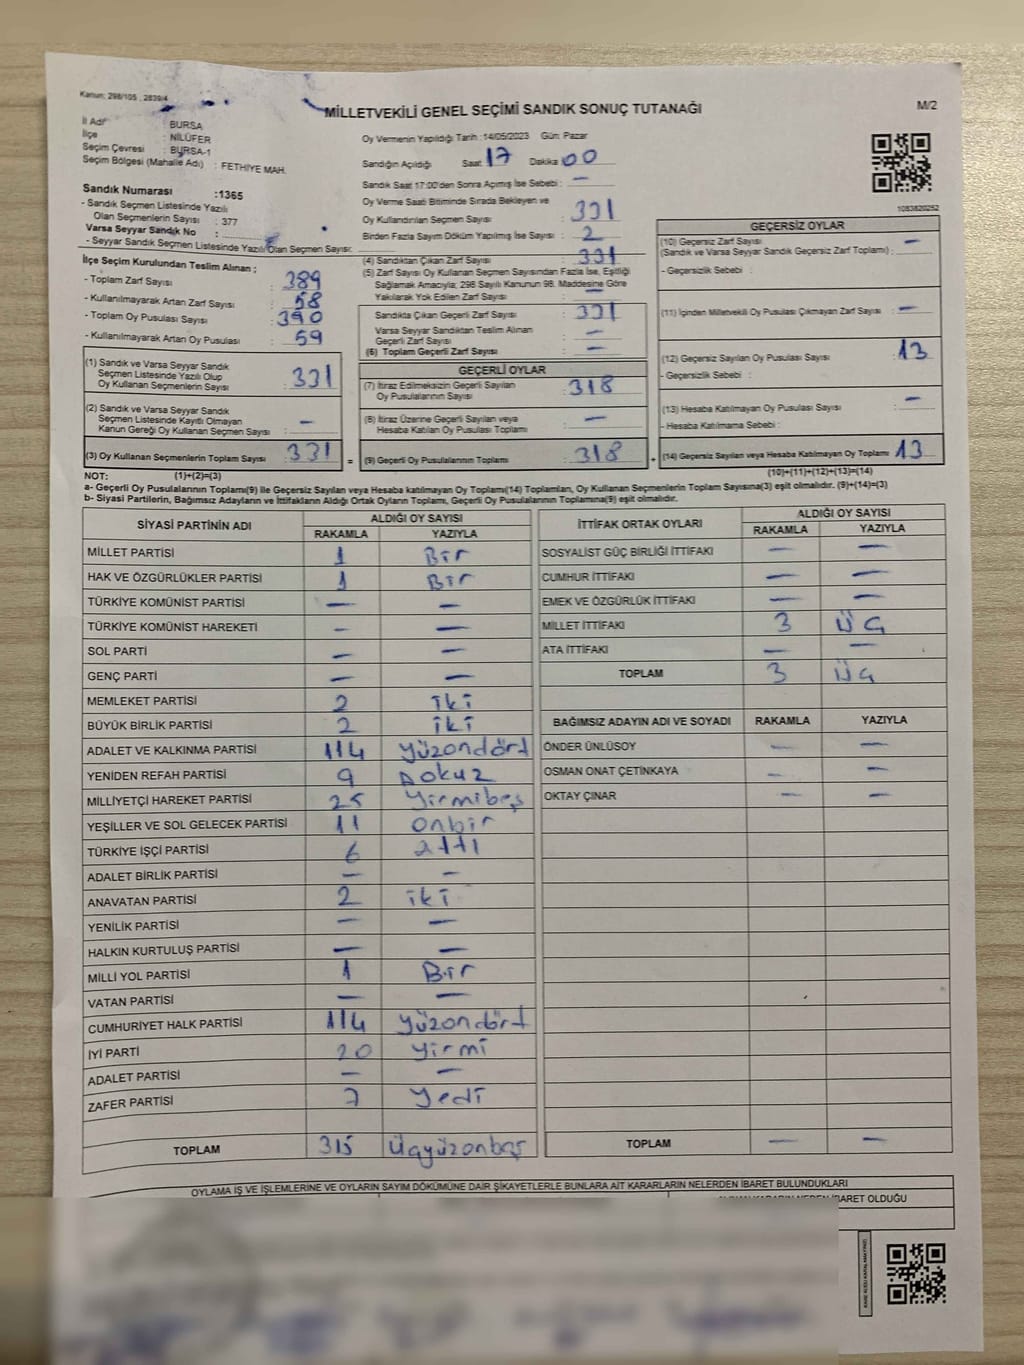 Kanun: 298/105 , 2839/4
MİLLETVEKİLİ GENEL SEÇİMİ SANDIK SONUÇ TUTANAĞI
M/2
İl Adı : BURSA
İlçe : NİLÜFER
Seçim Çevresi : BURSA-1
Seçim Bölgesi (Mahalle Adı) : FETHİYE MAH.
Sandık Numarası :1365
- Sandık Seçmen Listesinde Yazılı
Olan Seçmenlerin Sayısı : 377
Varsa Seyyar Sandık No :
- Seyyar Sandık Seçmen Listesinde Yazılı Olan Seçmen Sayısı:
İlçe Seçim Kurulundan Teslim Alınan ;
- Toplam Zarf Sayısı : 389
- Kullanılmayarak Artan Zarf Sayısı : 58
- Toplam Oy Pusulası Sayısı : 390
- Kullanılmayarak Artan Oy Pusulası : 59
(1) Sandık ve Varsa Seyyar Sandık
Seçmen Listesinde Yazılı Olup
Oy Kullanan Seçmenlerin Sayısı : 331
(2) Sandık ve Varsa Seyyar Sandık
Seçmen Listesinde Kayıtlı Olmayan
Kanun Gereği Oy Kullanan Seçmen Sayısı : —
(3) Oy Kullanan Seçmenlerin Toplam Sayısı : 331
Oy Vermenin Yapıldığı Tarih : 14/05/2023 Gün: Pazar
Sandığın Açıldığı Saat: 17 Dakika: 00
Sandık Saat 17:00'den Sonra Açılmış İse Sebebi : —
Oy Verme Saati Bitiminde Sırada Bekleyen ve
Oy Kullandırılan Seçmen Sayısı : 331
Birden Fazla Sayım Döküm Yapılmış İse Sayısı : 2
(4) Sandıktan Çıkan Zarf Sayısı : 331
(5) Zarf Sayısı Oy Kullanan Seçmen Sayısından Fazla İse, Eşitliği
Sağlamak Amacıyla; 298 Sayılı Kanunun 98. Maddesine Göre
Yakılarak Yok Edilen Zarf Sayısı : —
Sandıkta Çıkan Geçerli Zarf Sayısı : 331
Varsa Seyyar Sandıktan Teslim Alınan
Geçerli Zarf Sayısı : —
(6) Toplam Geçerli Zarf Sayısı : —
GEÇERLİ OYLAR
(7) İtiraz Edilmeksizin Geçerli Sayılan
Oy Pusulalarının Sayısı : 318
(8) İtiraz Üzerine Geçerli Sayılan veya
Hesaba Katılan Oy Pusulası Toplamı : —
= (9) Geçerli Oy Pusulalarının Toplamı : 318 +
1083820252
GEÇERSİZ OYLAR
(10) Geçersiz Zarf Sayısı
(Sandık ve Varsa Seyyar Sandık Geçersiz Zarf Toplamı) : —
- Geçersizlik Sebebi :
(11) İçinden Milletvekili Oy Pusulası Çıkmayan Zarf Sayısı : —
(12) Geçersiz Sayılan Oy Pusulası Sayısı : 13
- Geçersizlik Sebebi :
(13) Hesaba Katılmayan Oy Pusulası Sayısı : —
- Hesaba Katılmama Sebebi :
(14) Geçersiz Sayılan veya Hesaba Katılmayan Oy Toplamı : 13
NOT: (1)+(2)=(3)
(10)+(11)+(12)+(13)=(14)
a- Geçerli Oy Pusulalarının Toplamı(9) ile Geçersiz Sayılan veya Hesaba katılmayan Oy Toplamı(14) Toplamları, Oy Kullanan Seçmenlerin Toplam Sayısına(3) eşit olmalıdır. (9)+(14)=(3)
b- Siyasi Partilerin, Bağımsız Adayların ve İttifakların Aldığı Ortak Oyların Toplamı, Geçerli Oy Pusulalarının Toplamına(9) eşit olmalıdır.
SİYASİ PARTİNİN ADI ALDIĞI OY SAYISI
RAKAMLA YAZIYLA
MİLLET PARTİSİ 1 Bir
HAK VE ÖZGÜRLÜKLER PARTİSİ 1 Bir
TÜRKİYE KOMÜNİST PARTİSİ — —
TÜRKİYE KOMÜNİST HAREKETİ — —
SOL PARTİ — —
GENÇ PARTİ — —
MEMLEKET PARTİSİ 2 iki
BÜYÜK BİRLİK PARTİSİ 2 iki
ADALET VE KALKINMA PARTİSİ 114 yüzondört
YENİDEN REFAH PARTİSİ 9 Dokuz
MİLLİYETÇİ HAREKET PARTİSİ 25 Yirmibeş
YEŞİLLER VE SOL GELECEK PARTİSİ 11 onbir
TÜRKİYE İŞÇİ PARTİSİ 6 altı
ADALET BİRLİK PARTİSİ — —
ANAVATAN PARTİSİ 2 iki
YENİLİK PARTİSİ — —
HALKIN KURTULUŞ PARTİSİ — —
MİLLİ YOL PARTİSİ 1 Bir
VATAN PARTİSİ — —
CUMHURİYET HALK PARTİSİ 114 yüzondört
İYİ PARTİ 20 yirmi
ADALET PARTİSİ — —
ZAFER PARTİSİ 7 yedi
TOPLAM 315 üçyüzonbeş
İTTİFAK ORTAK OYLARI ALDIĞI OY SAYISI
RAKAMLA YAZIYLA
SOSYALİST GÜÇ BİRLİĞİ İTTİFAKI — —
CUMHUR İTTİFAKI — —
EMEK VE ÖZGÜRLÜK İTTİFAKI — —
MİLLET İTTİFAKI 3 üç
ATA İTTİFAKI — —
TOPLAM 3 üç
BAĞIMSIZ ADAYIN ADI VE SOYADI RAKAMLA YAZIYLA
ÖNDER ÜNLÜSOY — —
OSMAN ONAT ÇETİNKAYA — —
OKTAY ÇINAR — —
TOPLAM — —
OYLAMA İŞ VE İŞLEMLERİNE VE OYLARIN SAYIM DÖKÜMÜNE DAİR ŞİKAYETLERLE BUNLARA AİT KARARLARIN NELERDEN İBARET BULUNDUKLARI
İBARET OLDUĞU